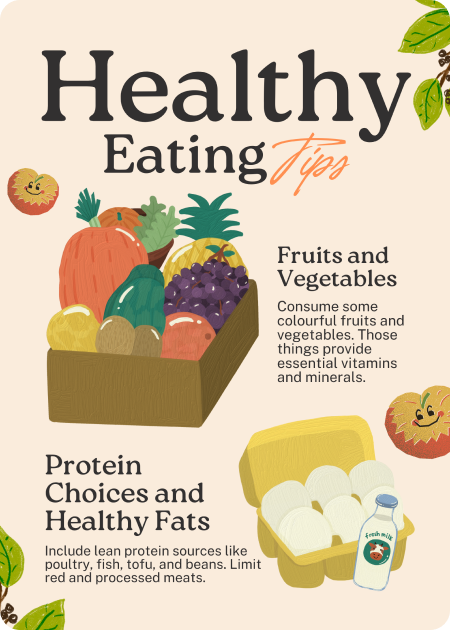 Healthy
Eating Tips
Fruits and
Vegetables
Consume some
colourful fruits and
vegetables. Those
things provide
essential vitamins
and minerals.
Protein
Choices and
Healthy Fats
Include lean protein sources like
poultry, fish, tofu, and beans. Limit
red and processed meats.
fresh milk